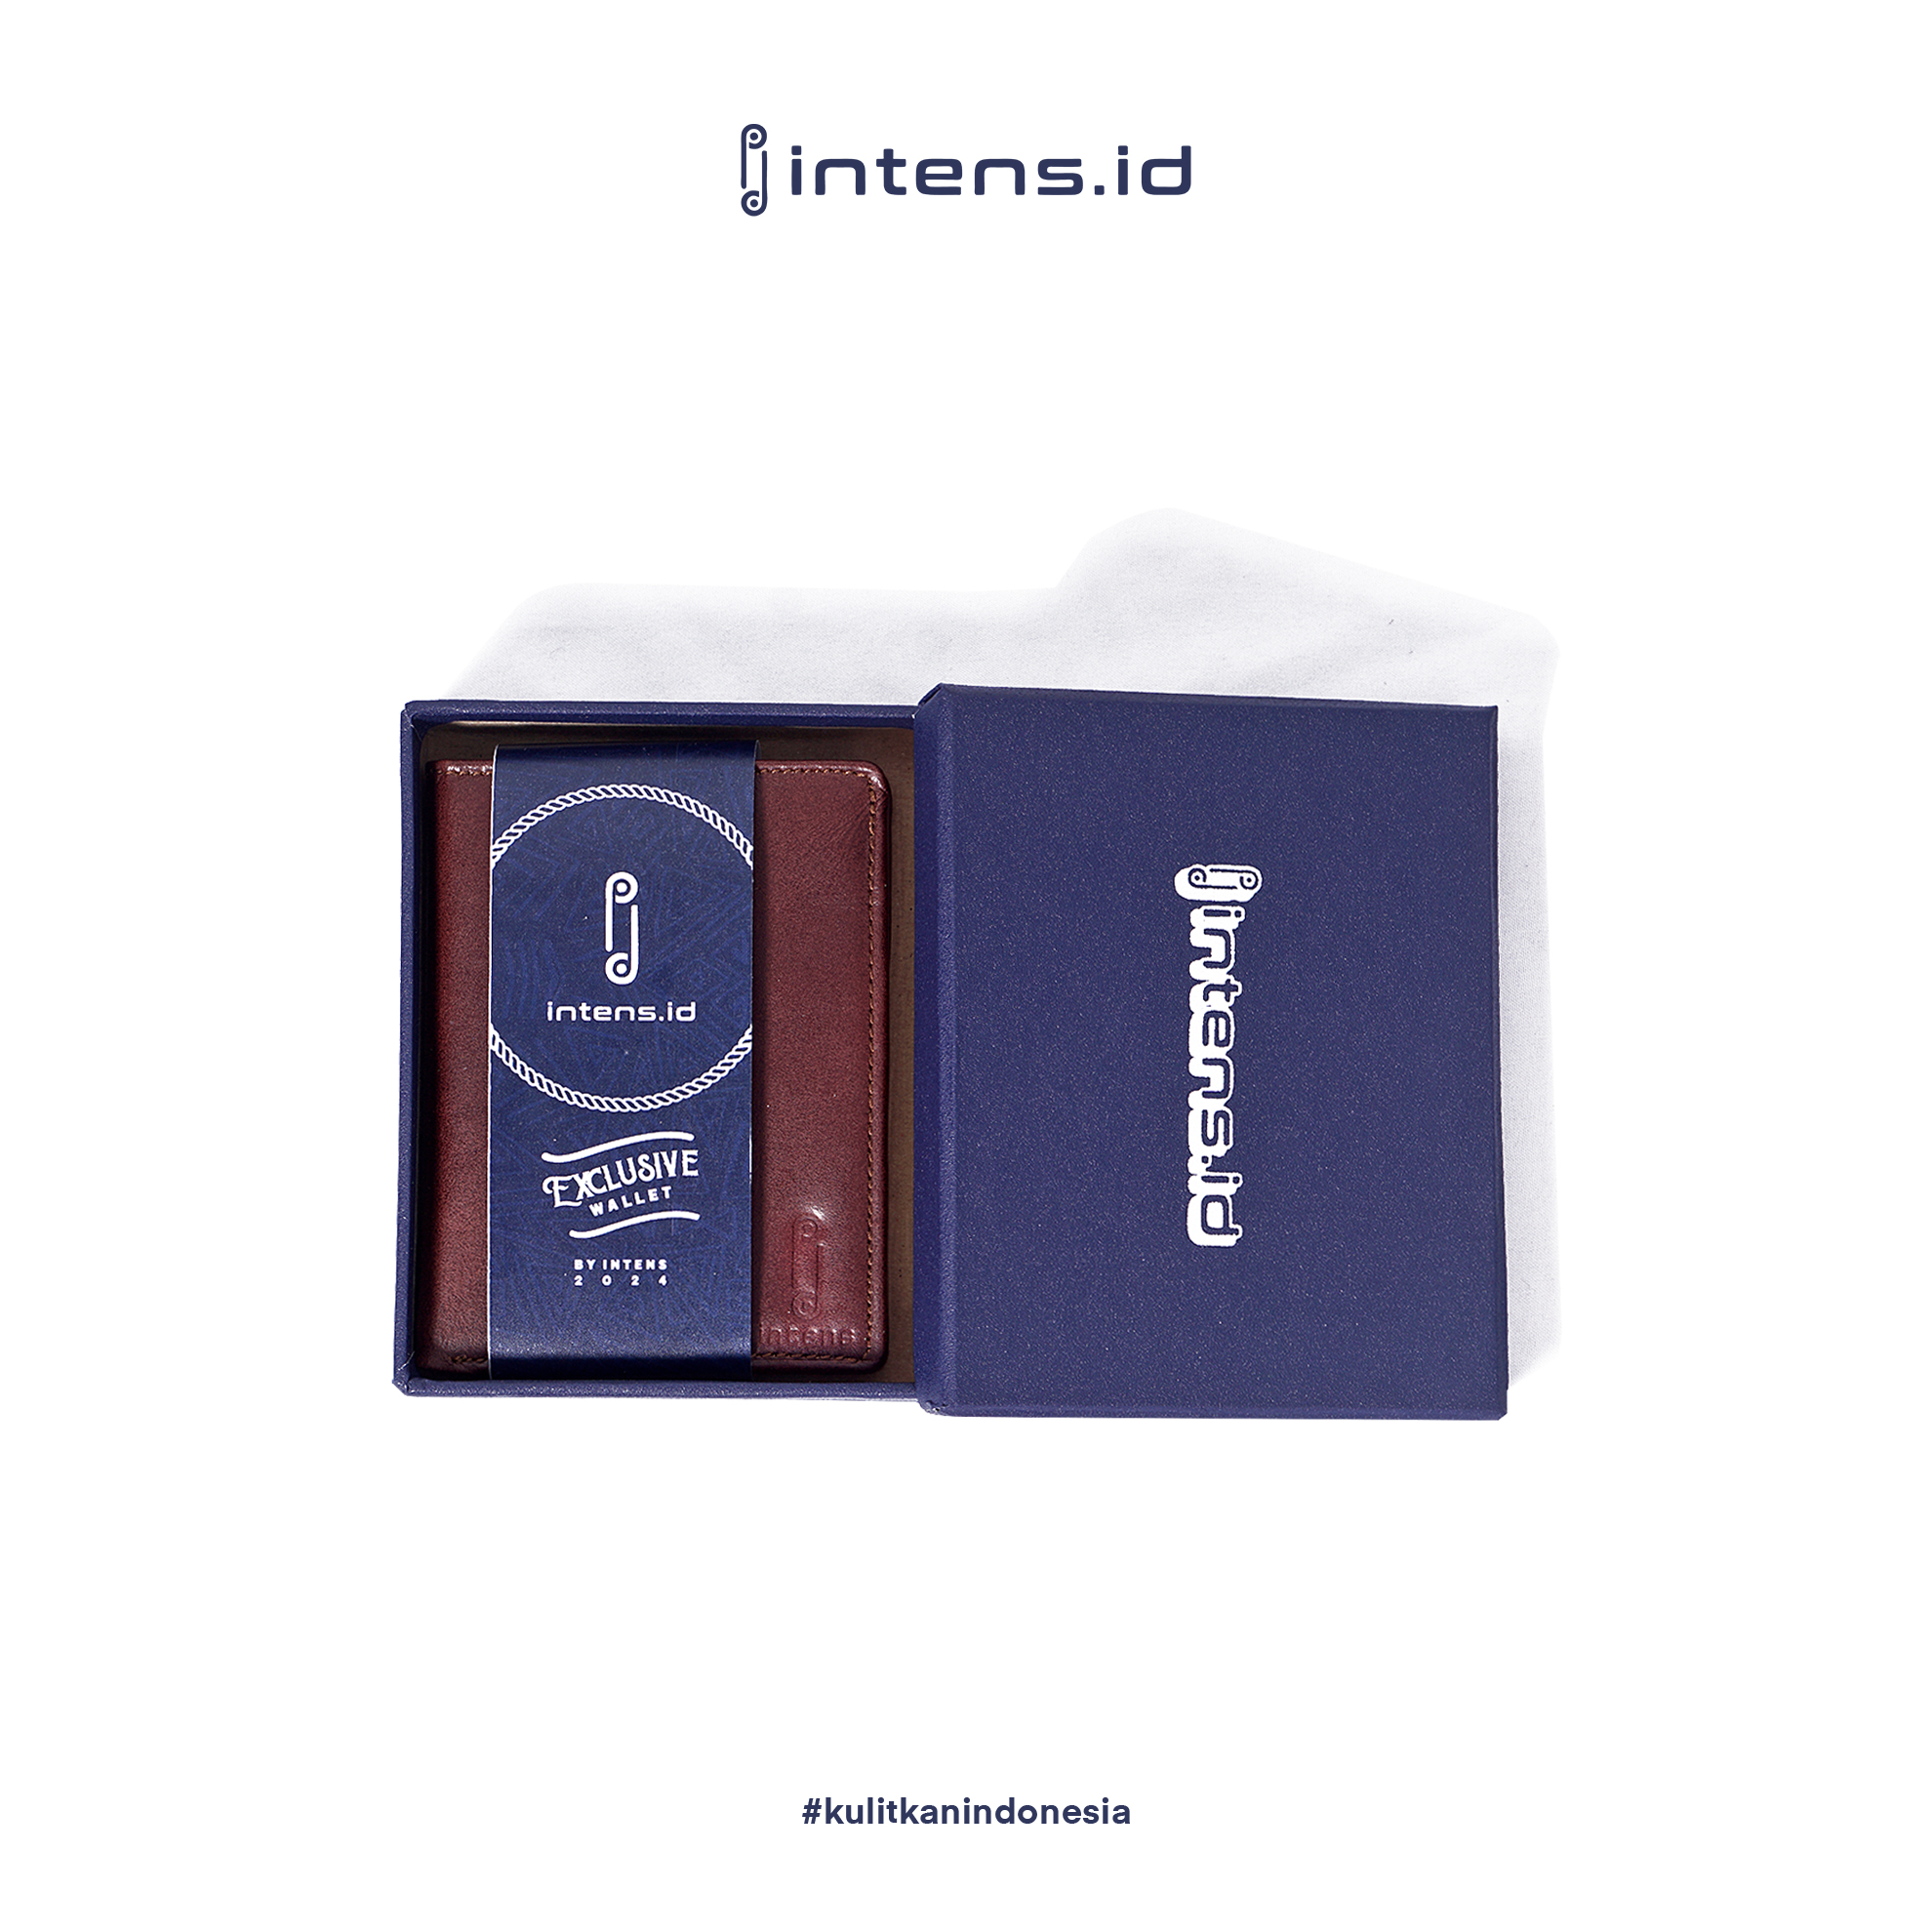 intens.id
intens.id
EXCLUSIVE
WALLET
BY INTENS
2024
intens
intens.id
#kulitkanindonesia